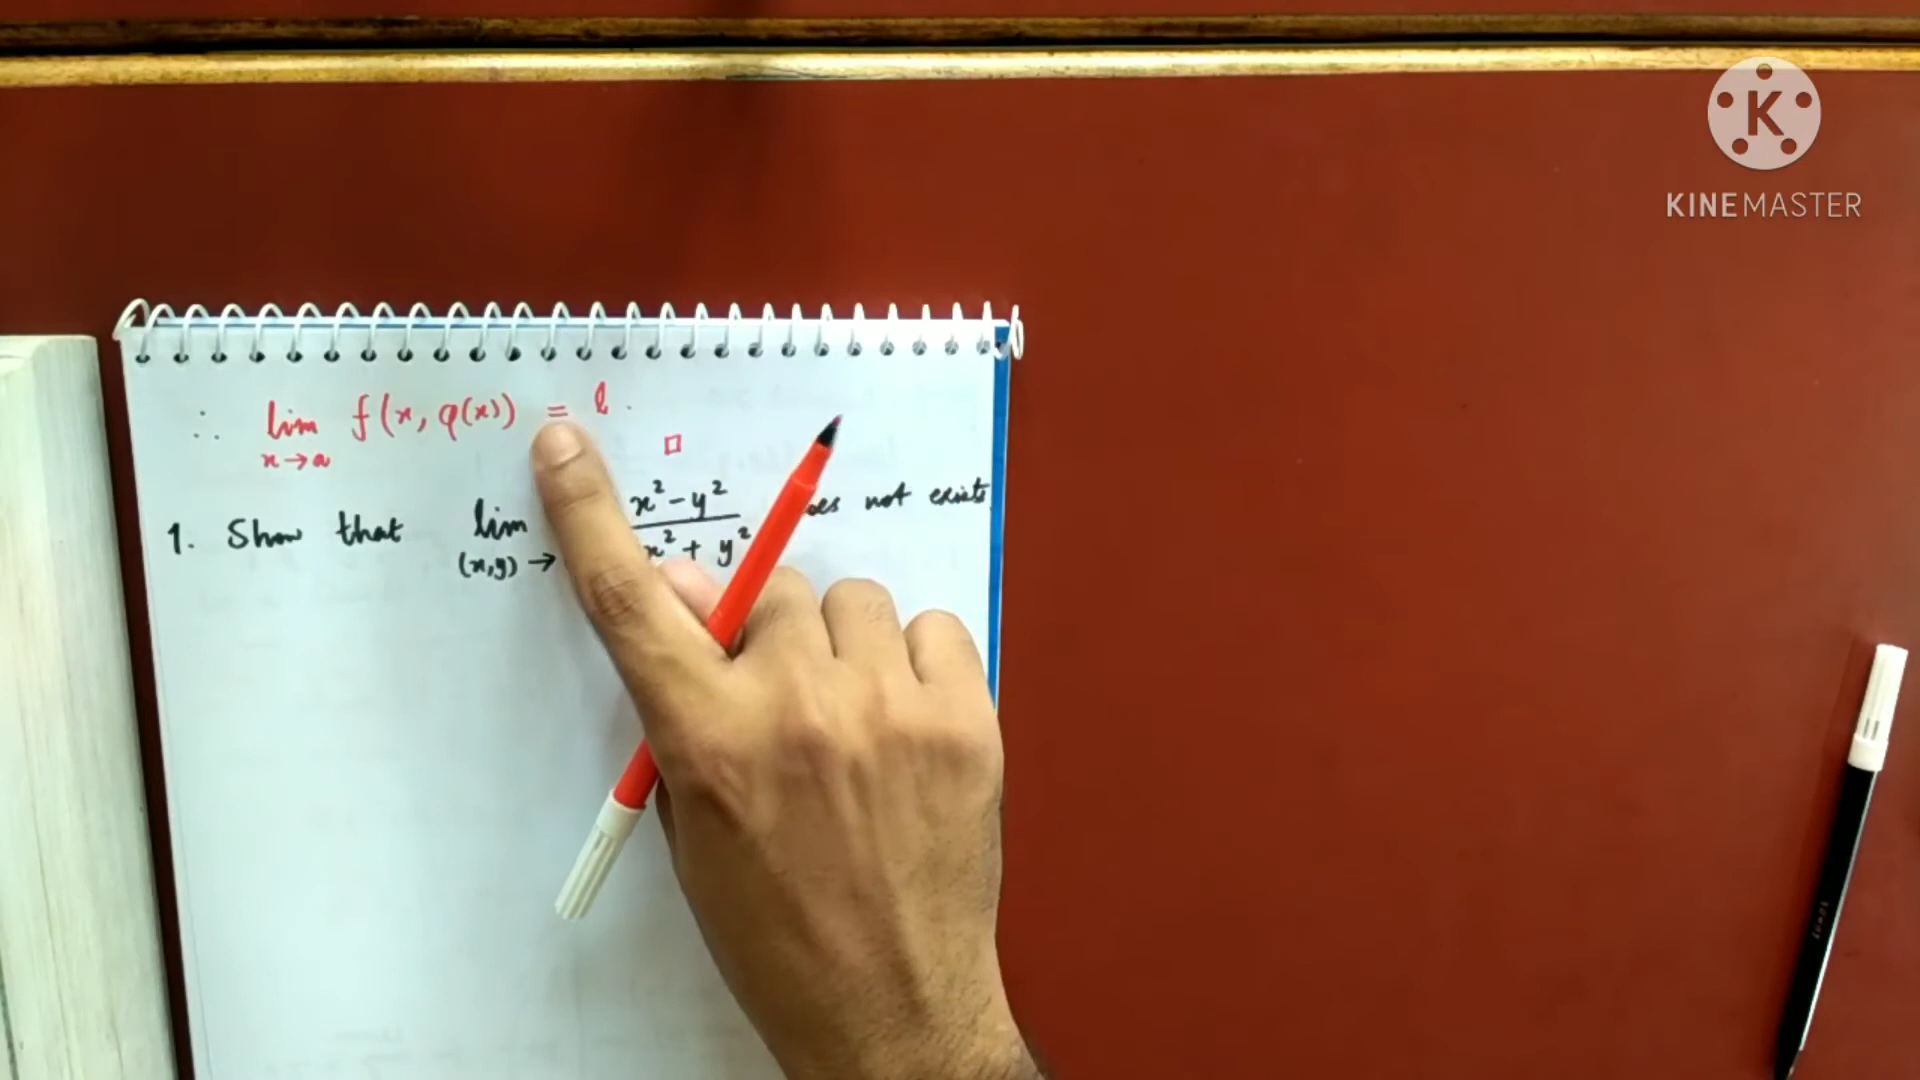 K
KINEMASTER
∴ lim f(x, φ(x)) = l.
x→a
□
1. Show that lim x²-y² not exists
(x,y) → x² + y²